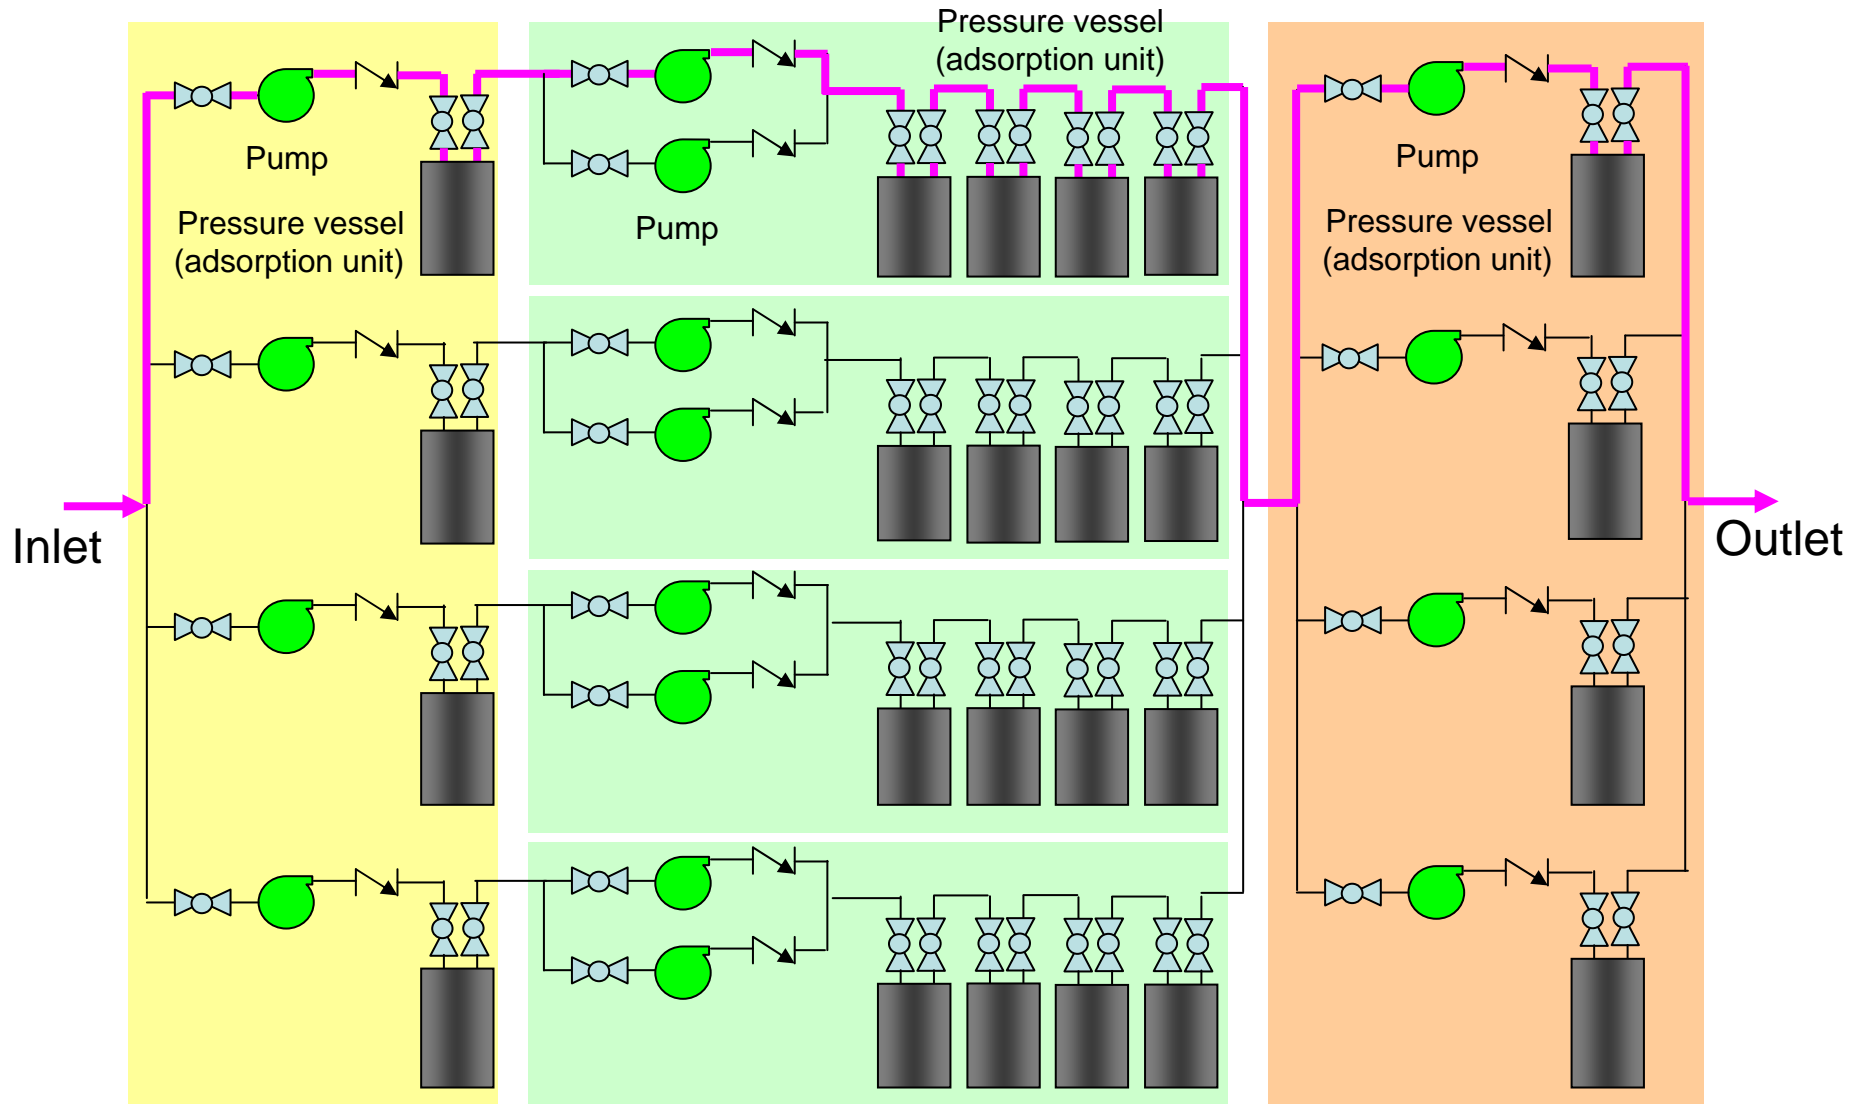 Pressure vessel
(adsorption unit)
Pump
Pressure vessel
(adsorption unit)
Pump
Pump
Pressure vessel
(adsorption unit)
Inlet
Outlet